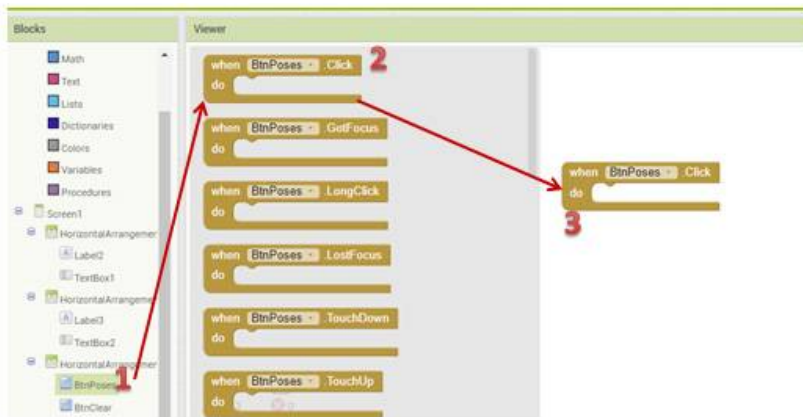 Blocks
Viewer
Math
Text
Lists
Dictionaries
Colors
Variables
Procedures
Screen1
HorizontalArrangemer
Label2
TextBox1
HorizontalArrangeme
Label3
TextBox2
HorizontalArrangemer
BtnPoses
BtnClear
1
when BtnPoses .Click
do
2
when BtnPoses .GotFocus
do
when BtnPoses .LongClick
do
when BtnPoses .LostFocus
do
when BtnPoses .TouchDown
do
when BtnPoses .TouchUp
do
when BtnPoses .Click
do
3